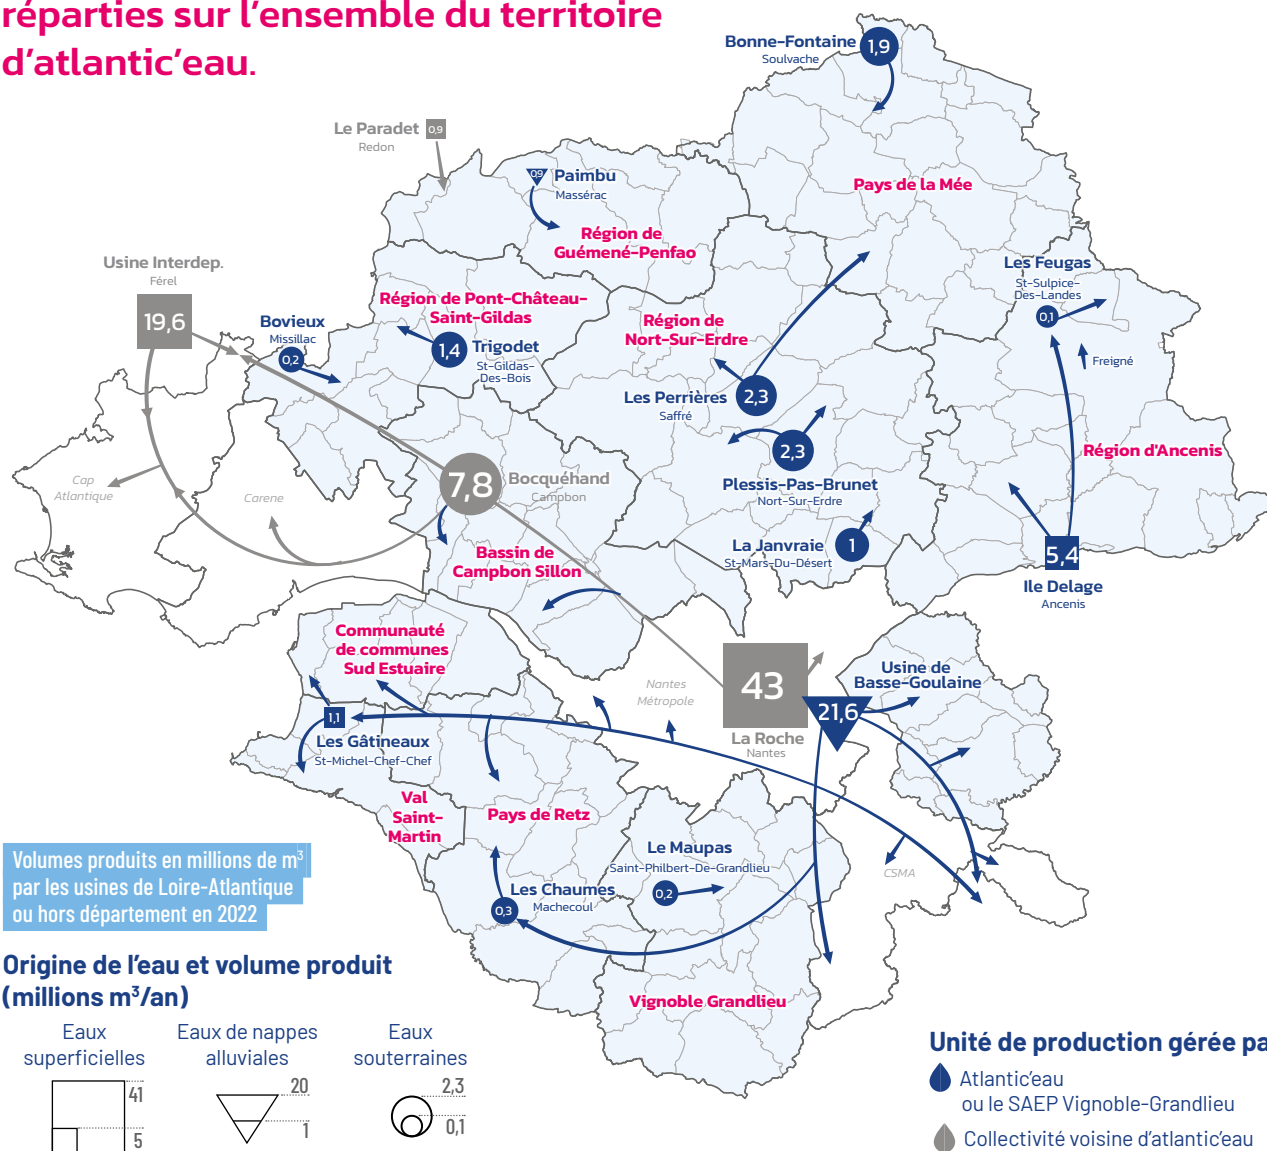 réparties sur l’ensemble du territoire
d’atlantic’eau.
Bonne-Fontaine
Soulvache
1,9
Le Paradet
Redon
0,9
0,9
Paimbu
Massérac
Pays de la Mée
Région de
Guémené-Penfao
Usine Interdep.
Férel
19,6
Les Feugas
St-Sulpice-
Des-Landes
0,1
Freigné
Région de Pont-Château-
Saint-Gildas
Bovieux
Missillac
0,2
1,4
Trigodet
St-Gildas-
Des-Bois
Région de
Nort-Sur-Erdre
Les Perrières
Saffré
2,3
2,3
Plessis-Pas-Brunet
Nort-Sur-Erdre
Région d'Ancenis
Cap
Atlantique
Carene
7,8
Bocquéhand
Campbon
La Janvraie
St-Mars-Du-Désert
1
5,4
Ile Delage
Ancenis
Bassin de
Campbon Sillon
Communauté
de communes
Sud Estuaire
Nantes
Métropole
43
La Roche
Nantes
21,6
Usine de
Basse-Goulaine
1,1
Les Gâtineaux
St-Michel-Chef-Chef
Val
Saint-
Martin
Pays de Retz
Le Maupas
Saint-Philbert-De-Grandlieu
0,2
CSMA
Les Chaumes
Machecoul
0,3
Vignoble Grandlieu
Volumes produits en millions de m³
par les usines de Loire-Atlantique
ou hors département en 2022
Origine de l’eau et volume produit
(millions m³/an)
Eaux
superficielles
41
5
Eaux de nappes
alluviales
20
1
Eaux
souterraines
2,3
0,1
Unité de production gérée pa
Atlantic’eau
ou le SAEP Vignoble-Grandlieu
Collectivité voisine d’atlantic’eau